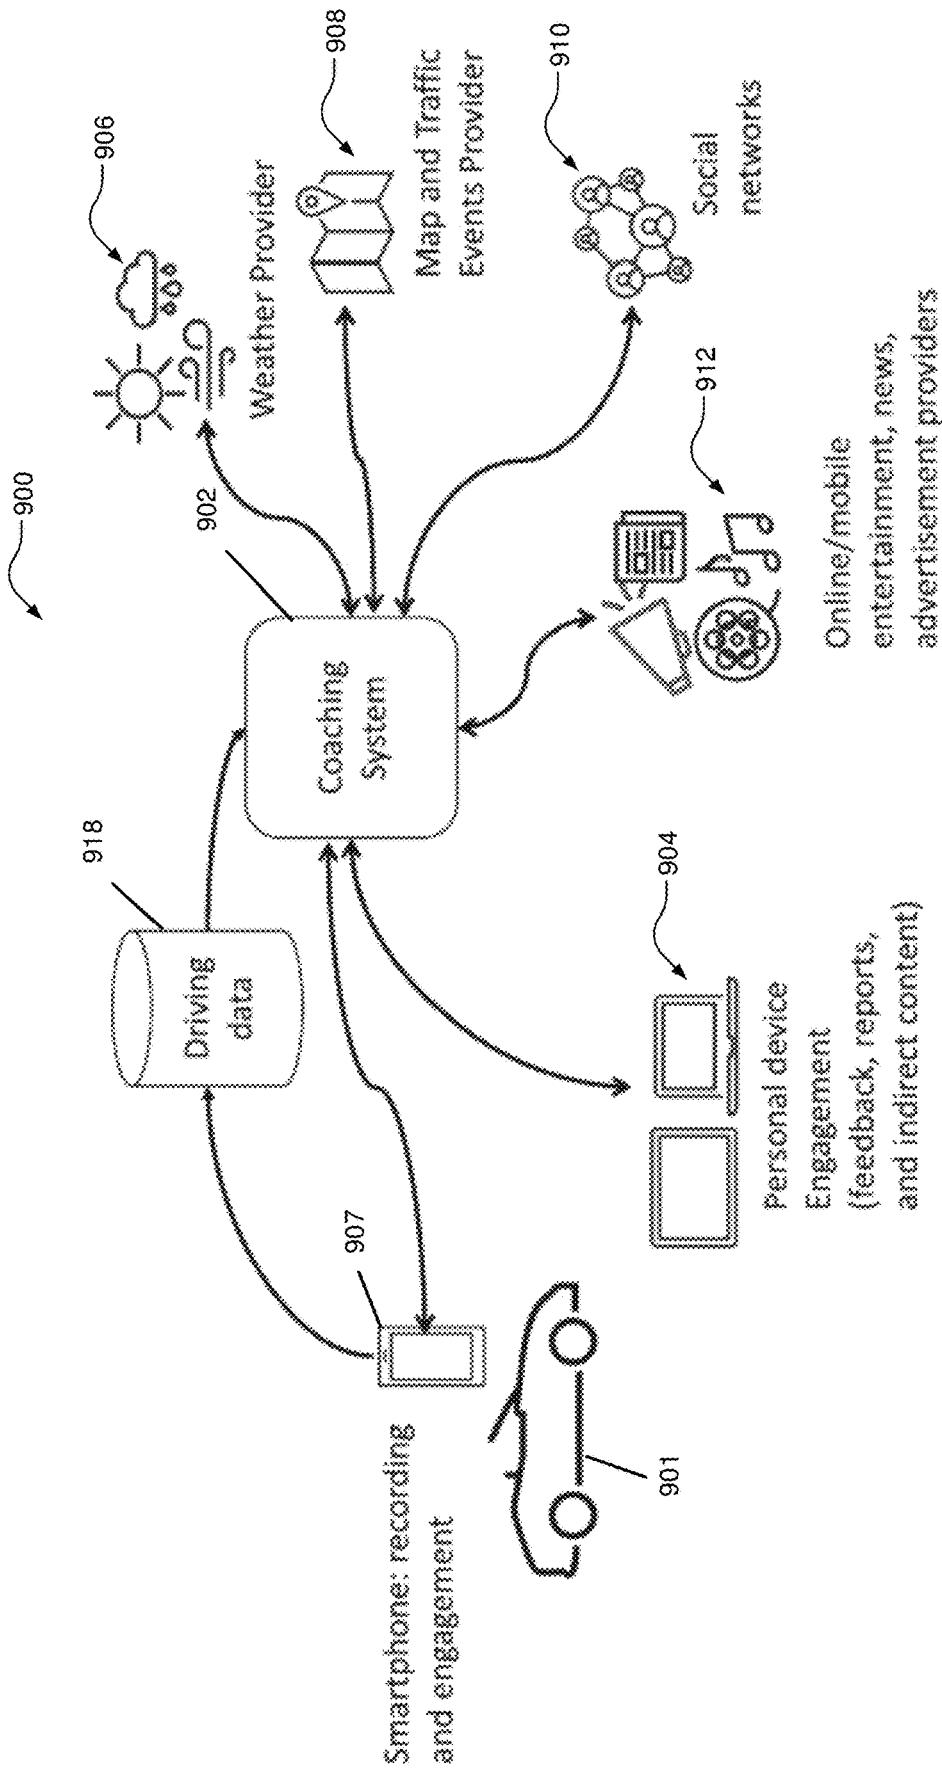 900
Smartphone: recording
and engagement
907
901
Driving
data
918
Coaching
System
902
906
Weather Provider
908
Map and Traffic
Events Provider
910
Social
networks
912
Online/mobile
entertainment, news,
advertisement providers
904
Personal device
Engagement
(feedback, reports,
and indirect content)